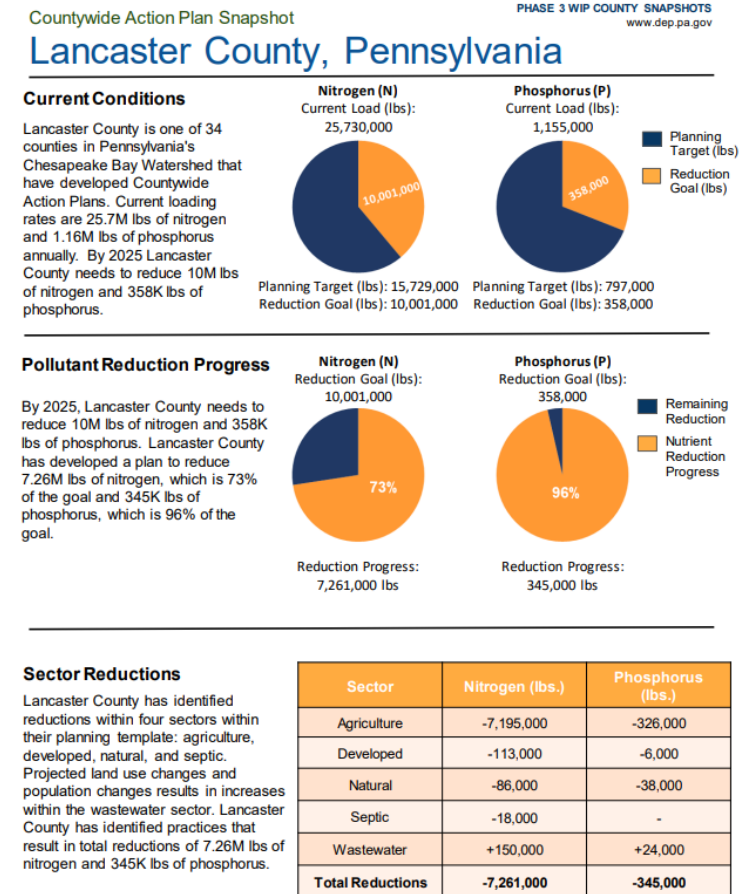 Countywide Action Plan Snapshot
PHASE 3 WIP COUNTY SNAPSHOTS
www.dep.pa.gov
Lancaster County, Pennsylvania
Current Conditions
Lancaster County is one of 34
counties in Pennsylvania's
Chesapeake Bay Watershed that
have developed Countywide
Action Plans. Current loading
rates are 25.7M lbs of nitrogen
and 1.16M lbs of phosphorus
annually. By 2025 Lancaster
County needs to reduce 10M lbs
of nitrogen and 358K lbs of
phosphorus.
Nitrogen (N)
Current Load (lbs):
25,730,000
10,001,000
Planning Target (lbs): 15,729,000
Reduction Goal (lbs): 10,001,000
Phosphorus (P)
Current Load (lbs):
1,155,000
358,000
Planning Target (lbs): 797,000
Reduction Goal (lbs): 358,000
Planning
Target (lbs)
Reduction
Goal (lbs)
Pollutant Reduction Progress
By 2025, Lancaster County needs to
reduce 10M lbs of nitrogen and 358K
lbs of phosphorus. Lancaster County
has developed a plan to reduce
7.26M lbs of nitrogen, which is 73%
of the goal and 345K lbs of
phosphorus, which is 96% of the
goal.
Nitrogen (N)
Reduction Goal (lbs):
10,001,000
73%
Reduction Progress:
7,261,000 lbs
Phosphorus (P)
Reduction Goal (lbs):
358,000
96%
Reduction Progress:
345,000 lbs
Remaining
Reduction
Nutrient
Reduction
Progress
Sector Reductions
Lancaster County has identified
reductions within four sectors within
their planning template: agriculture,
developed, natural, and septic.
Projected land use changes and
population changes results in increases
within the wastewater sector. Lancaster
County has identified practices that
result in total reductions of 7.26M lbs of
nitrogen and 345K lbs of phosphorus.
Sector Nitrogen (lbs.) Phosphorus
(lbs.)
Agriculture -7,195,000 -326,000
Developed -113,000 -6,000
Natural -86,000 -38,000
Septic -18,000 -
Wastewater +150,000 +24,000
Total Reductions -7,261,000 -345,000